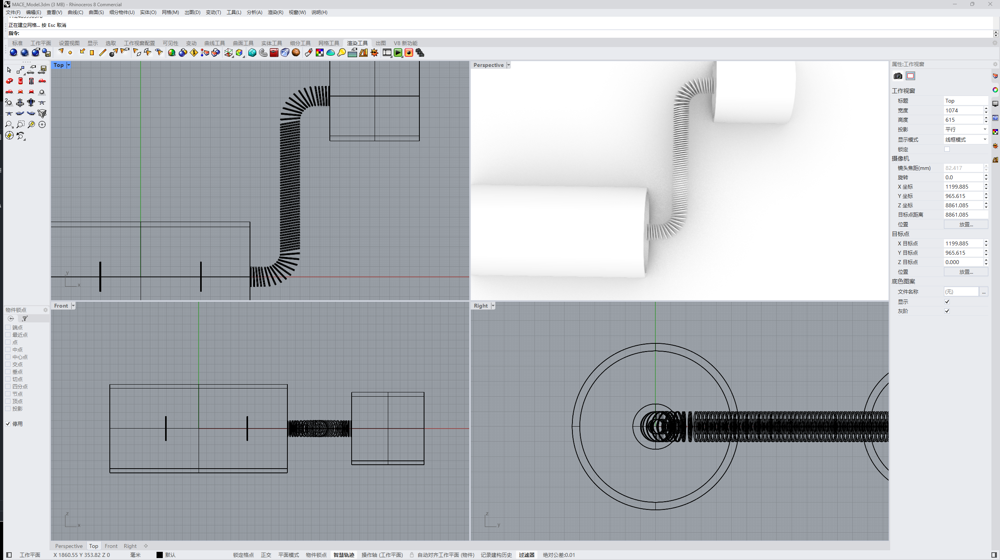 MACE_Model.3dm (3 MB) - Rhinoceros 8 Commercial
文件(F) 编辑(E) 查看(V) 曲线(C) 曲面(S) 细分物件(U) 实体(O) 网格(M) 出图(D) 变动(T) 工具(L) 分析(A) 渲染(R) 视窗(W) 说明(H)
正在建立网格... 按 Esc 取消
指令:
标准 工作平面 设置视图 显示 选取 工作视窗配置 可见性 变动 曲线工具 曲面工具 实体工具 细分工具 网格工具 渲染工具 出图 V8 新功能
Top
Perspective
Front
Right
y
x
z
x
z
y
物件锁点
端点
最近点
点
中点
中心点
交点
垂点
切点
四分点
节点
顶点
投影
停用
属性:工作视窗
工作视窗
标题 Top
宽度 1074
高度 615
投影 平行
显示模式 线框模式
锁定
摄像机
镜头焦距(mm) 82.417
旋转 0.0
X 坐标 1199.885
Y 坐标 965.615
Z 坐标 8861.085
目标点距离 8861.085
位置 放置...
目标点
X 目标点 1199.885
Y 目标点 965.615
Z 目标点 0.000
位置 放置...
底色图案
文件名称 (无) ...
显示
灰阶
Perspective Top Front Right
工作平面 X 1860.55 Y 353.82 Z 0 毫米 默认 锁定格点 正交 平面模式 物件锁点 智慧轨迹 操作轴 (工作平面) 自动对齐工作平面 (物件) 记录建构历史 过滤器 绝对公差:0.01